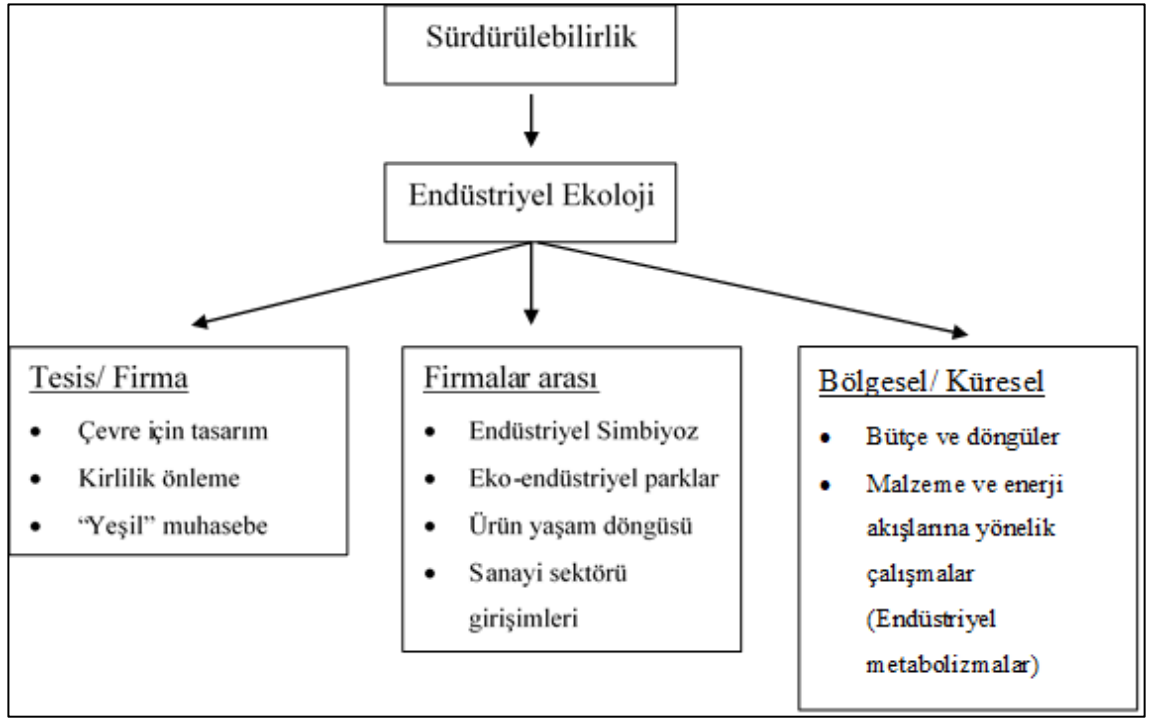 Sürdürülebilirlik
Endüstriyel Ekoloji
Tesis/ Firma
• Çevre için tasarım
• Kirlilik önleme
• “Yeşil” muhasebe
Firmalar arası
• Endüstriyel Simbiyoz
• Eko-endüstriyel parklar
• Ürün yaşam döngüsü
• Sanayi sektörü
girişimleri
Bölgesel/ Küresel
• Bütçe ve döngüler
• Malzeme ve enerji
akışlarına yönelik
çalışmalar
(Endüstriyel
metabolizmalar)